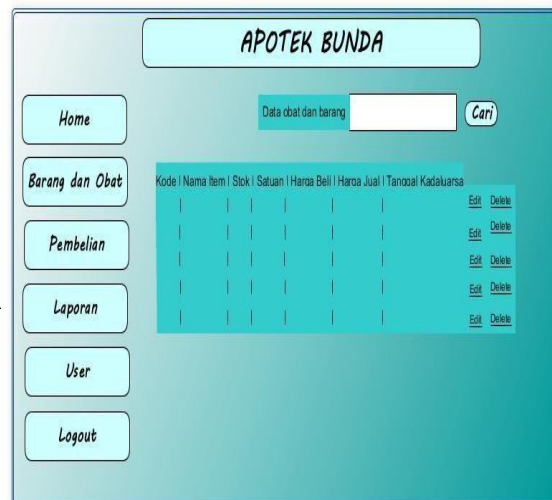 APOTEK BUNDA
Home
Data obat dan barang
Cari
Barang dan Obat
Kode | Nama Item | Stok | Satuan | Harga Beli | Harga Jual | Tanggal Kadaluarsa
Edit Delete
Pembelian
Edit Delete
Edit Delete
Laporan
Edit Delete
Edit Delete
User
Logout